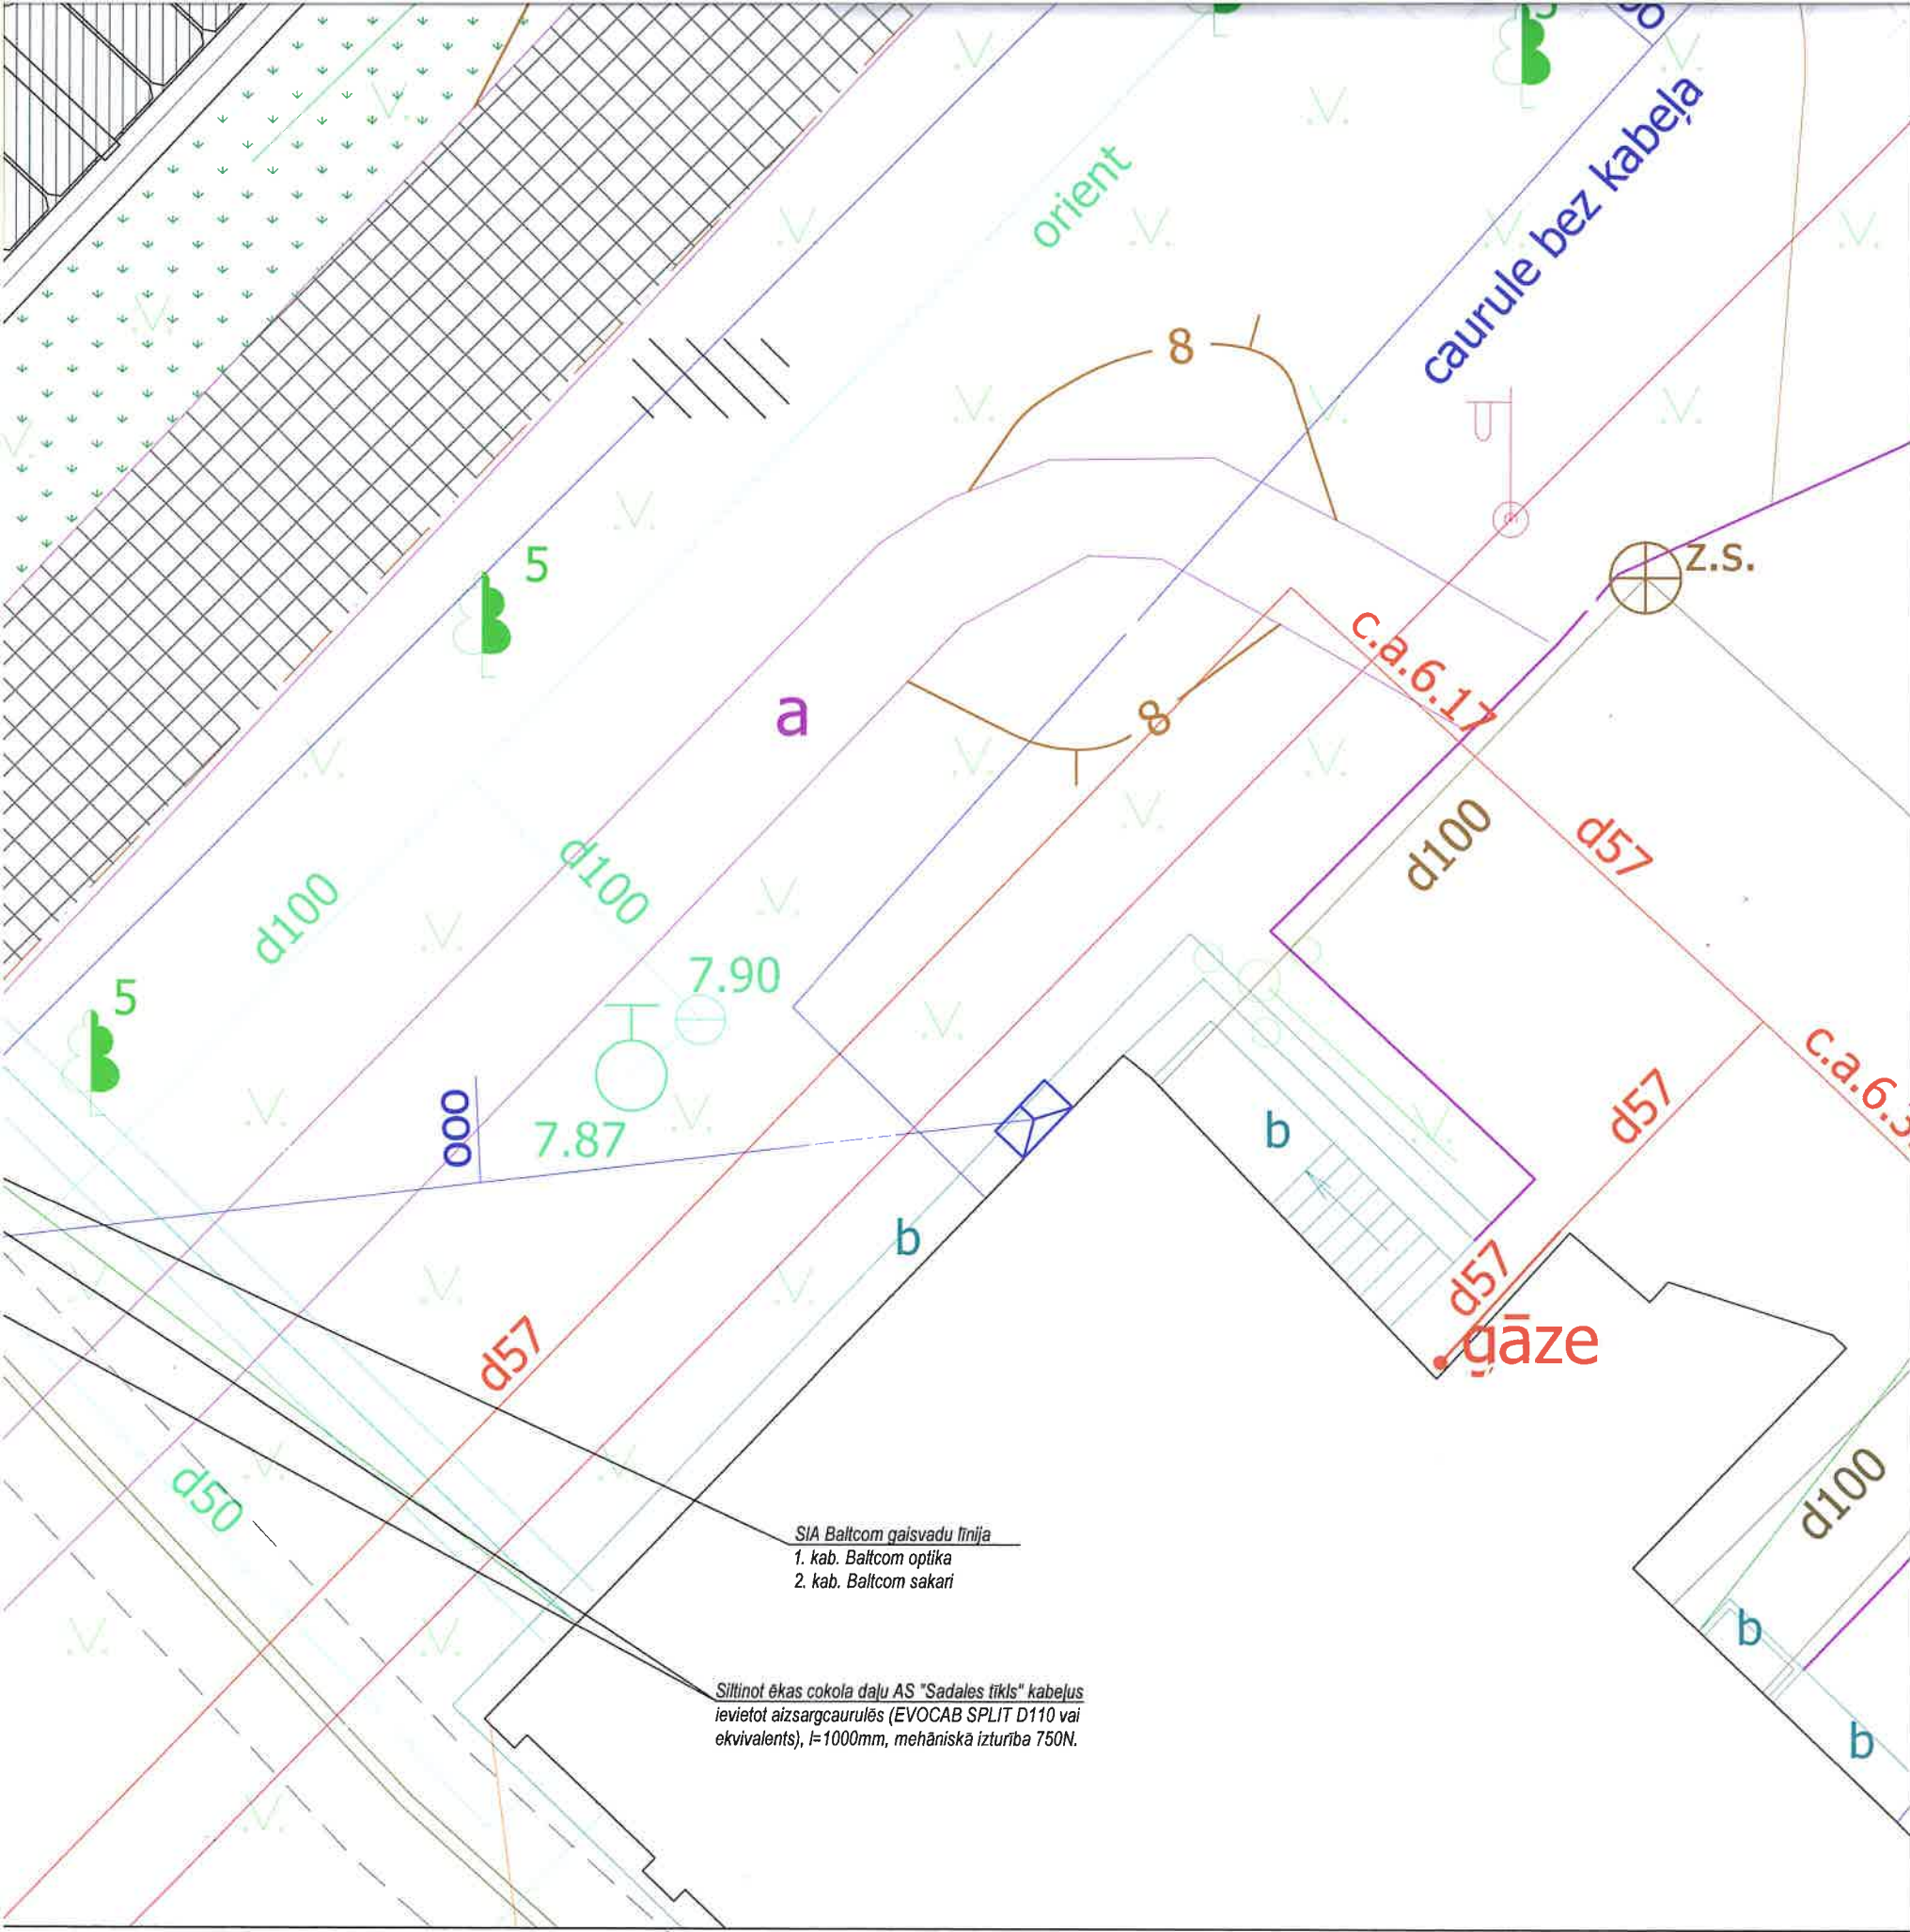 orient
caurule bez kabeļa
8
5
z.s.
c.a.6.17
a
8
d100
d57
d100
d100
7.90
5
000
7.87
b
d57
c.a.6.3
b
d57
gāze
d57
d50
d100
SIA Baltcom gaisvadu līnija
1. kab. Baltcom optika
2. kab. Baltcom sakari
b
Siltinot ēkas cokola daļu AS "Sadales tīkls" kabeļus
ievietot aizsargcaurulēs (EVOCAB SPLIT D110 vai
ekvivalents), l=1000mm, mehāniskā izturība 750N.
b